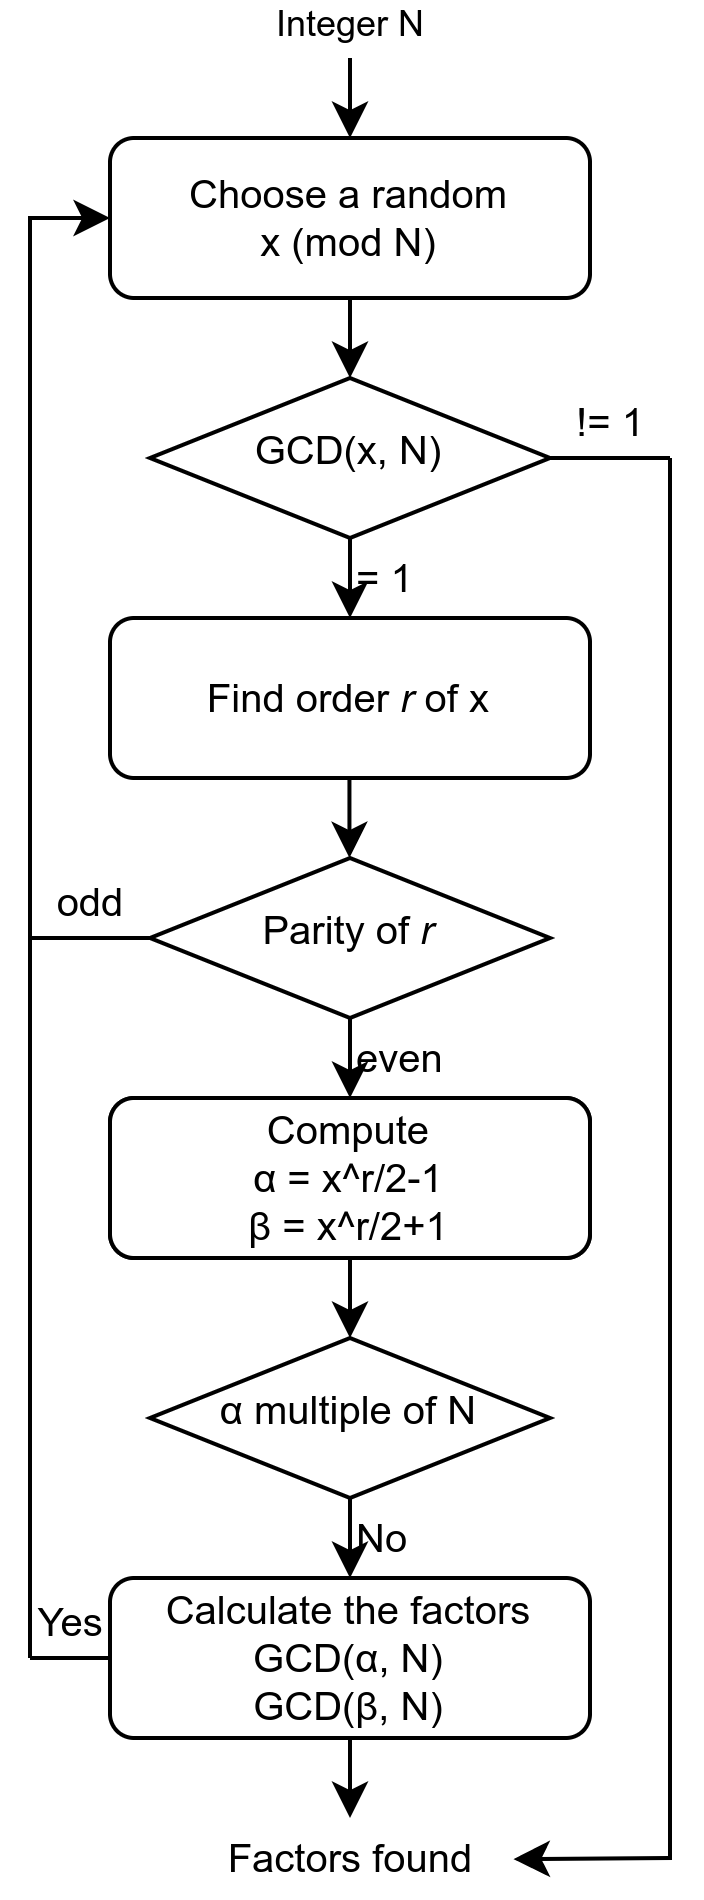 Integer N
Choose a random
x (mod N)
GCD(x, N)
!= 1
= 1
Find order r of x
odd
Parity of r
even
Compute
α = x^r/2-1
β = x^r/2+1
α multiple of N
No
Yes
Calculate the factors
GCD(α, N)
GCD(β, N)
Factors found